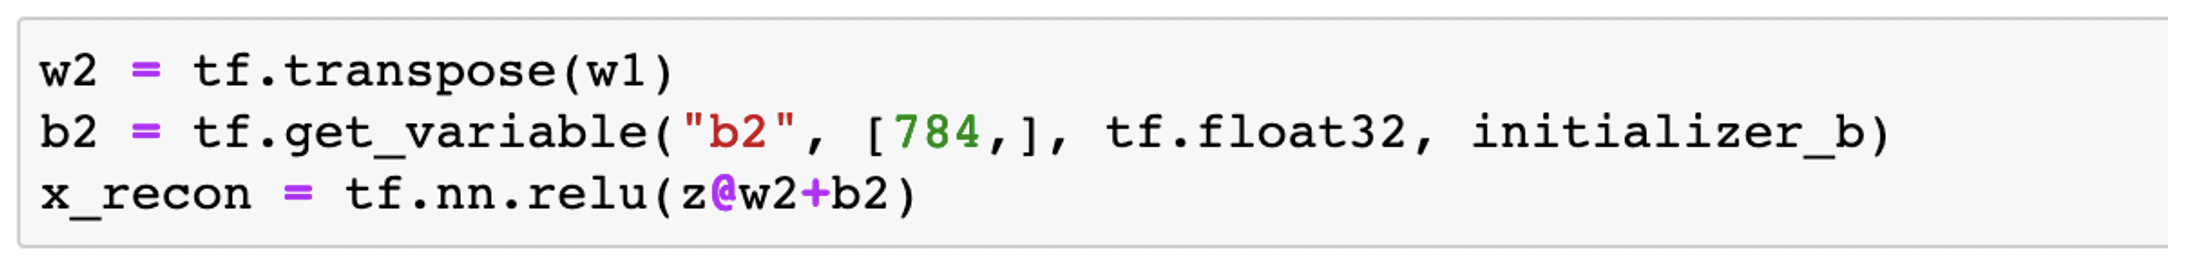 w2 = tf.transpose(w1)
b2 = tf.get_variable("b2", [784,], tf.float32, initializer_b)
x_recon = tf.nn.relu(z@w2+b2)